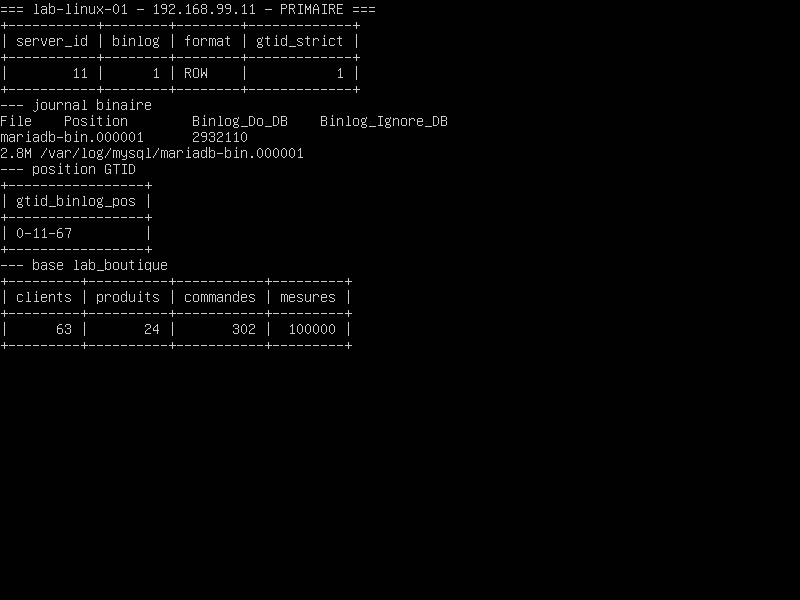 === lab-linux-01 - 192.168.99.11 - PRIMAIRE ===
+-----------+--------+--------+-------------+
| server_id | binlog | format | gtid_strict |
+-----------+--------+--------+-------------+
|        11 |      1 | ROW    |           1 |
+-----------+--------+--------+-------------+
--- journal binaire
File    Position        Binlog_Do_DB    Binlog_Ignore_DB
mariadb-bin.000001      2932110
2.8M /var/log/mysql/mariadb-bin.000001
--- position GTID
+-----------------+
| gtid_binlog_pos |
+-----------------+
| 0-11-67         |
+-----------------+
--- base lab_boutique
+---------+----------+-----------+---------+
| clients | produits | commandes | mesures |
+---------+----------+-----------+---------+
|      63 |       24 |       302 |  100000 |
+---------+----------+-----------+---------+